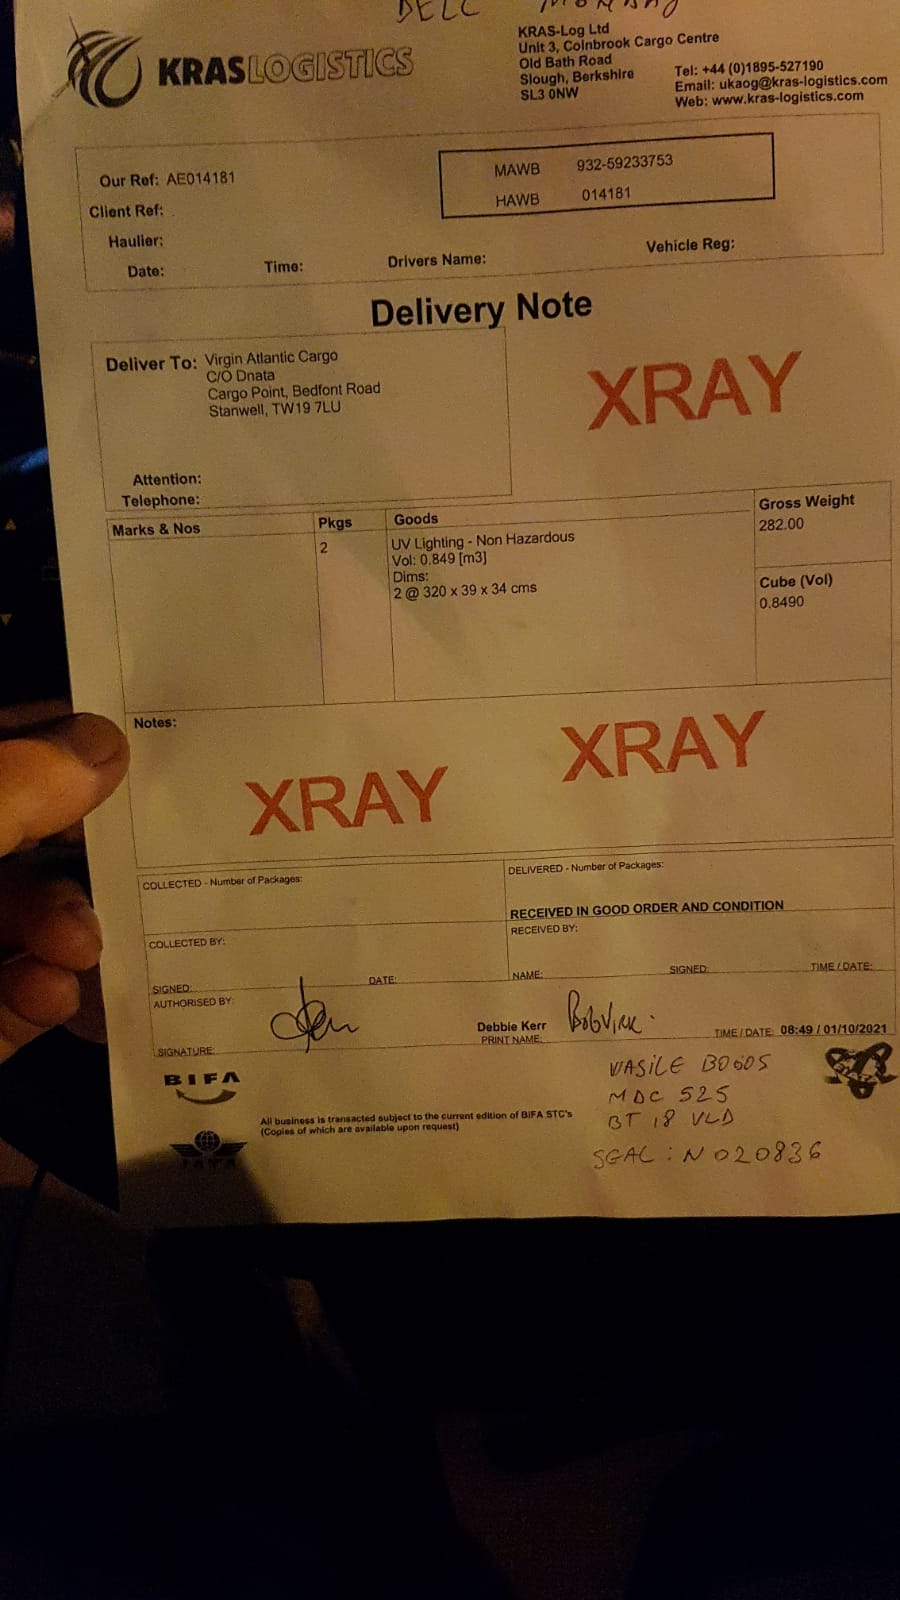 DELL MONDAY
KRASLOGISTICS
KRAS-Log Ltd
Unit 3, Colnbrook Cargo Centre
Old Bath Road
Slough, Berkshire
SL3 0NW
Tel: +44 (0)1895-527190
Email: ukaog@kras-logistics.com
Web: www.kras-logistics.com
Our Ref: AE014181
MAWB 932-59233753
HAWB 014181
Client Ref:
Haulier:
Date: Time: Drivers Name: Vehicle Reg:
Delivery Note
Deliver To: Virgin Atlantic Cargo
C/O Dnata
Cargo Point, Bedfont Road
Stanwell, TW19 7LU
XRAY
Attention:
Telephone:
Marks & Nos Pkgs Goods Gross Weight
2 UV Lighting - Non Hazardous 282.00
Vol: 0.849 [m3]
Dims:
2 @ 320 x 39 x 34 cms
Cube (Vol)
0.8490
Notes:
XRAY XRAY
COLLECTED - Number of Packages:
DELIVERED - Number of Packages:
RECEIVED IN GOOD ORDER AND CONDITION
COLLECTED BY:
RECEIVED BY:
SIGNED: DATE:
NAME: SIGNED: TIME / DATE:
AUTHORISED BY:
SIGNATURE:
Debbie Kerr
PRINT NAME:
TIME / DATE: 08:49 / 01/10/2021
BIFA
All business is transacted subject to the current edition of BIFA STC's
(Copies of which are available upon request)
IATA
VASILE
MDC 525
BT 18 VLD
SEAL: N020836